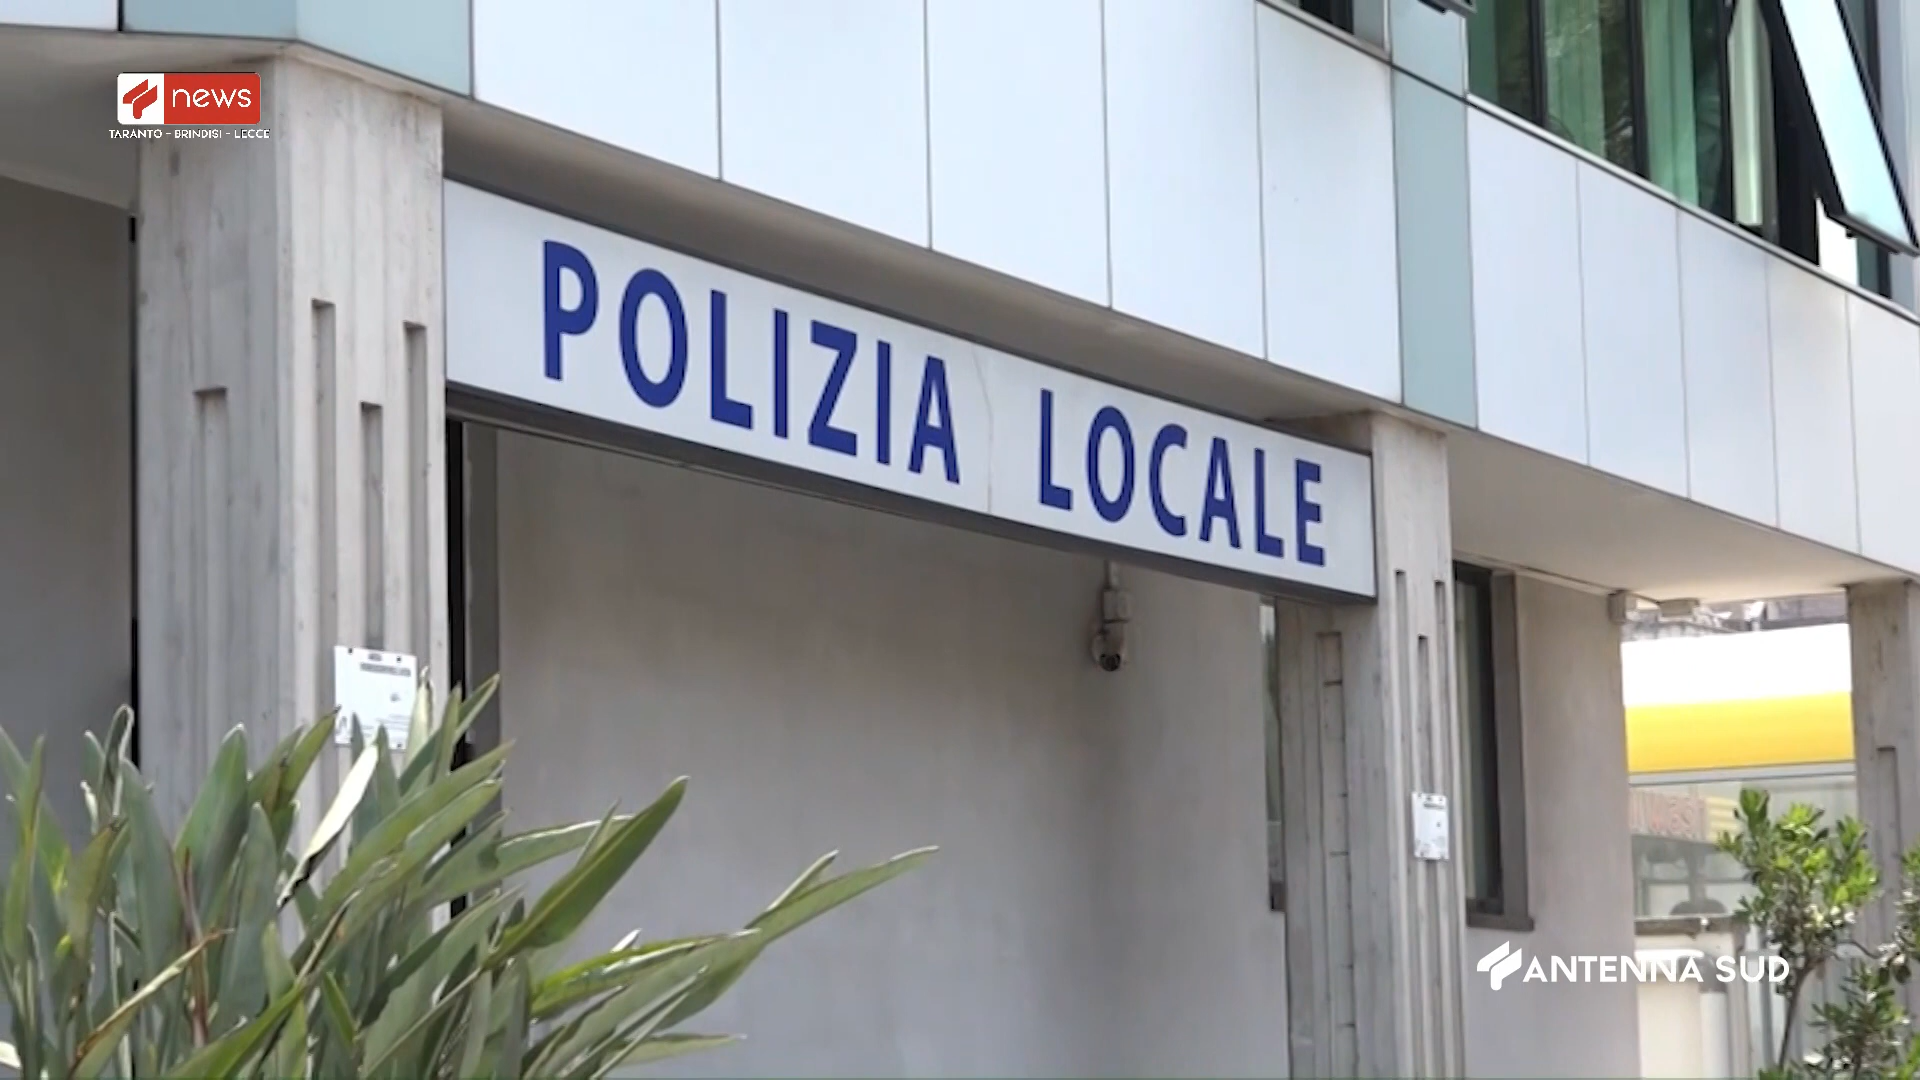 news
TARANTO - BRINDISI - LECCE
POLIZIA LOCALE
ANTENNA SUD